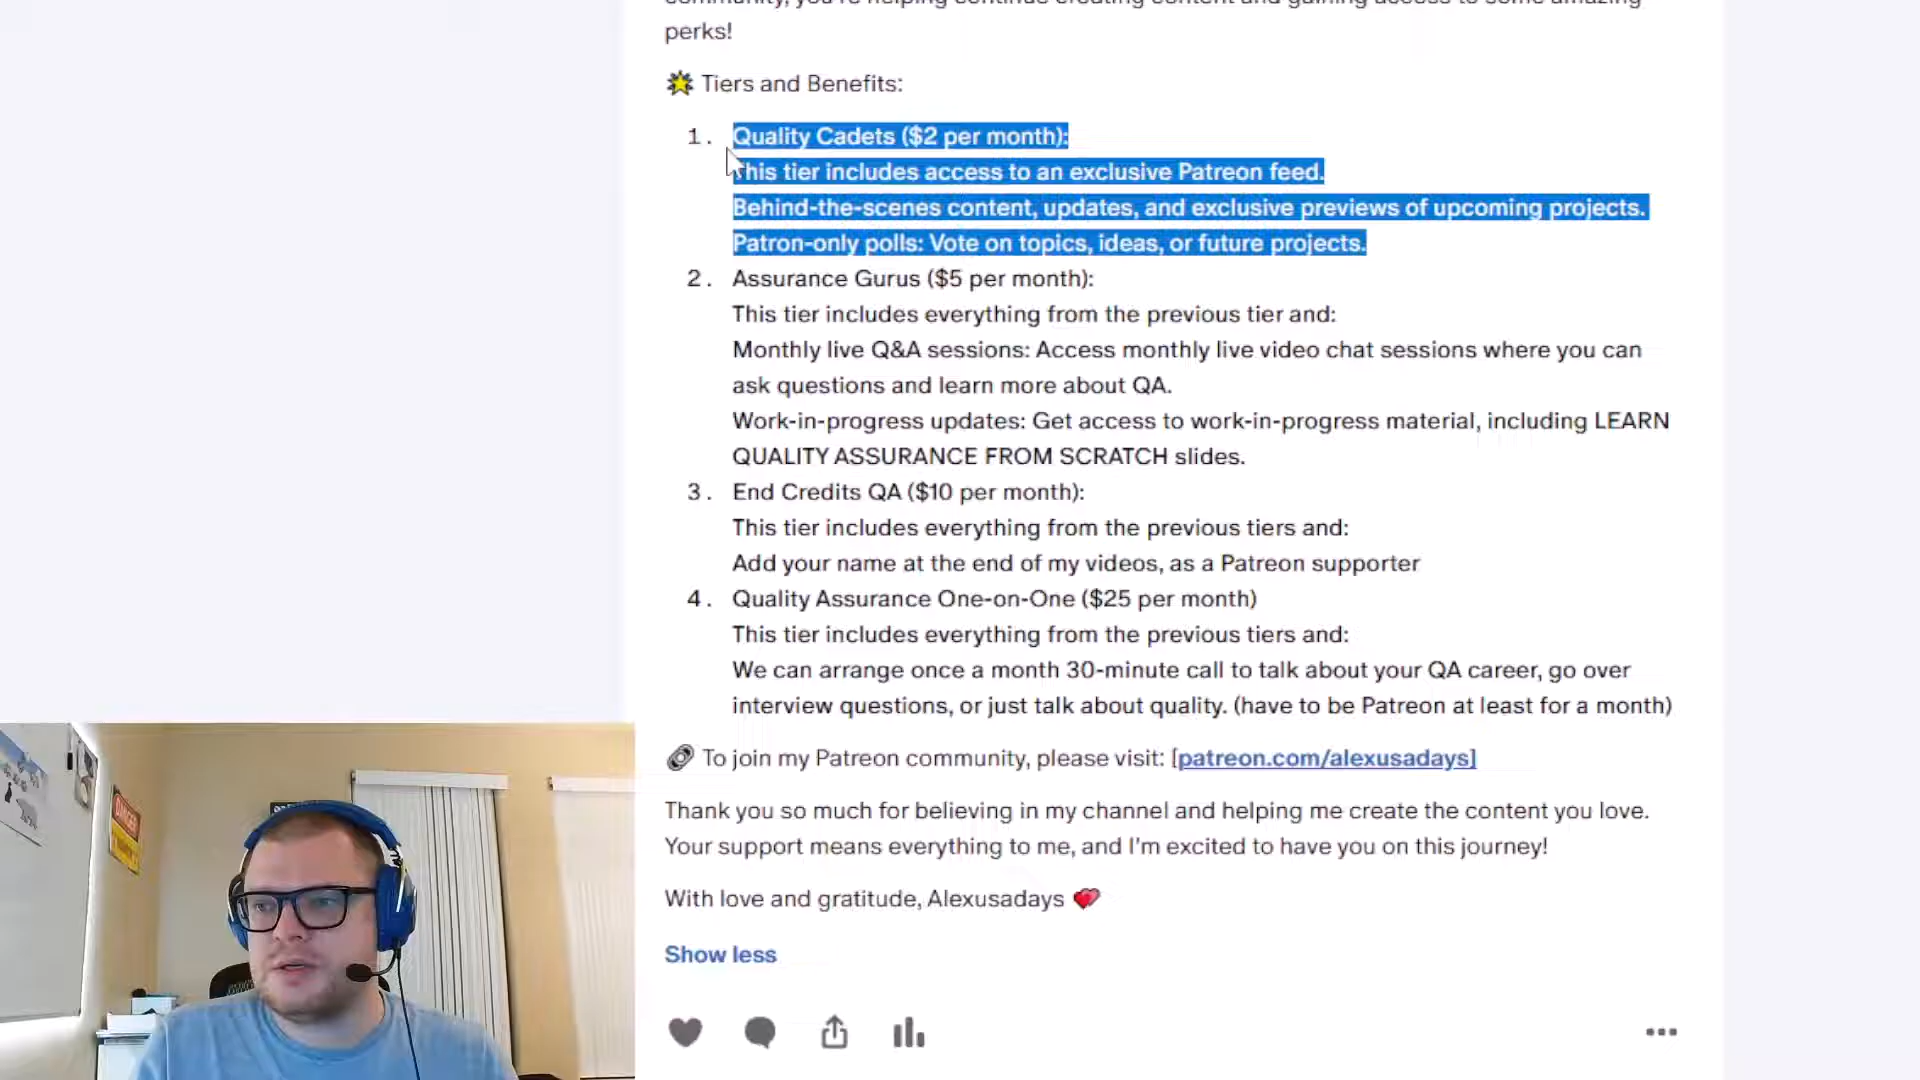 perks!
Tiers and Benefits:
1. Quality Cadets ($2 per month):
This tier includes access to an exclusive Patreon feed.
Behind-the-scenes content, updates, and exclusive previews of upcoming projects.
Patron-only polls: Vote on topics, ideas, or future projects.
2. Assurance Gurus ($5 per month):
This tier includes everything from the previous tier and:
Monthly live Q&A sessions: Access monthly live video chat sessions where you can
ask questions and learn more about QA.
Work-in-progress updates: Get access to work-in-progress material, including LEARN
QUALITY ASSURANCE FROM SCRATCH slides.
3. End Credits QA ($10 per month):
This tier includes everything from the previous tiers and:
Add your name at the end of my videos, as a Patreon supporter
4. Quality Assurance One-on-One ($25 per month)
This tier includes everything from the previous tiers and:
We can arrange once a month 30-minute call to talk about your QA career, go over
interview questions, or just talk about quality. (have to be Patreon at least for a month)
To join my Patreon community, please visit: [patreon.com/alexusadays]
Thank you so much for believing in my channel and helping me create the content you love.
Your support means everything to me, and I'm excited to have you on this journey!
With love and gratitude, Alexusadays
Show less
DANGER